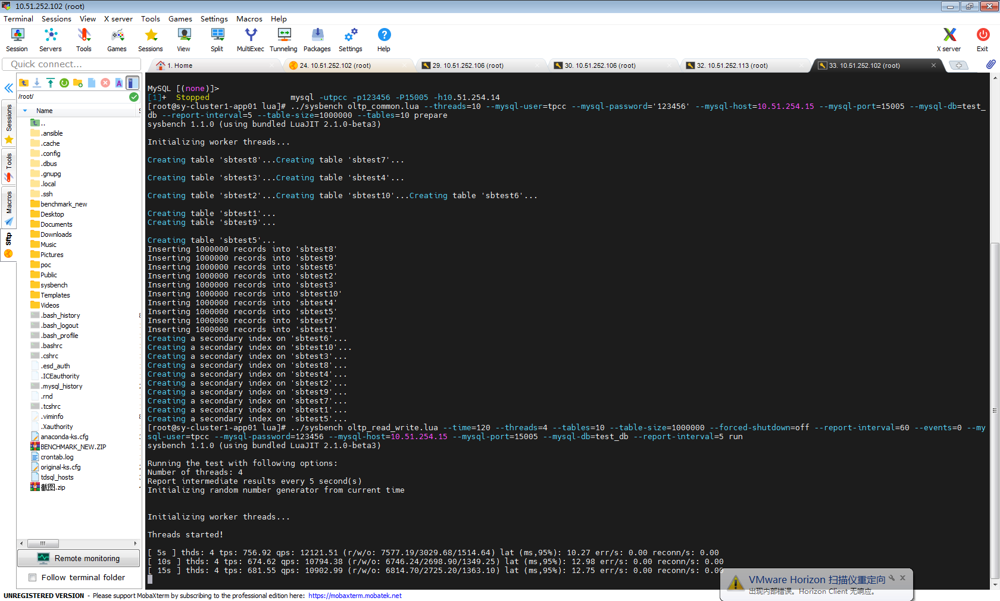 10.51.252.102 (root)
Terminal Sessions View X server Tools Games Settings Macros Help
Session Servers Tools Games Sessions View Split MultiExec Tunneling Packages Settings Help X server Exit
Quick connect...
1. Home
24. 10.51.252.102 (root)
29. 10.51.252.106 (root)
30. 10.51.252.106 (root)
32. 10.51.252.113 (root)
33. 10.51.252.102 (root)
Sessions
Tools
Macros
Sftp
/root/
Name
..
.ansible
.cache
.config
.dbus
.gnupg
.local
.ssh
benchmark_new
Desktop
Documents
Downloads
Music
Pictures
poc
Public
sysbench
Templates
Videos
.bash_history
.bash_logout
.bash_profile
.bashrc
.cshrc
.esd_auth
.ICEauthority
.mysql_history
.rnd
.tcshrc
.viminfo
.Xauthority
anaconda-ks.cfg
BENCHMARK_NEW.ZIP
crontab.log
original-ks.cfg
tdsql_hosts
截图.zip
Remote monitoring
Follow terminal folder
MySQL [(none)]>
[1]+  Stopped                 mysql -utpcc -p123456 -P15005 -h10.51.254.14
[root@sy-cluster1-app01 lua]# ../sysbench oltp_common.lua --threads=10 --mysql-user=tpcc --mysql-password='123456' --mysql-host=10.51.254.15 --mysql-port=15005 --mysql-db=test_
db --report-interval=5 --table-size=1000000 --tables=10 prepare
sysbench 1.1.0 (using bundled LuaJIT 2.1.0-beta3)
Initializing worker threads...
Creating table 'sbtest8'...Creating table 'sbtest7'...
Creating table 'sbtest3'...Creating table 'sbtest4'...
Creating table 'sbtest2'...Creating table 'sbtest10'...Creating table 'sbtest6'...
Creating table 'sbtest1'...
Creating table 'sbtest9'...
Creating table 'sbtest5'...
Inserting 1000000 records into 'sbtest8'
Inserting 1000000 records into 'sbtest9'
Inserting 1000000 records into 'sbtest6'
Inserting 1000000 records into 'sbtest2'
Inserting 1000000 records into 'sbtest3'
Inserting 1000000 records into 'sbtest10'
Inserting 1000000 records into 'sbtest4'
Inserting 1000000 records into 'sbtest5'
Inserting 1000000 records into 'sbtest7'
Inserting 1000000 records into 'sbtest1'
Creating a secondary index on 'sbtest6'...
Creating a secondary index on 'sbtest10'...
Creating a secondary index on 'sbtest3'...
Creating a secondary index on 'sbtest8'...
Creating a secondary index on 'sbtest4'...
Creating a secondary index on 'sbtest2'...
Creating a secondary index on 'sbtest9'...
Creating a secondary index on 'sbtest7'...
Creating a secondary index on 'sbtest1'...
Creating a secondary index on 'sbtest5'...
[root@sy-cluster1-app01 lua]# ../sysbench oltp_read_write.lua --time=120 --threads=4 --tables=10 --table-size=1000000 --forced-shutdown=off --report-interval=60 --events=0 --my
sql-user=tpcc --mysql-password=123456 --mysql-host=10.51.254.15 --mysql-port=15005 --mysql-db=test_db --report-interval=5 run
sysbench 1.1.0 (using bundled LuaJIT 2.1.0-beta3)
Running the test with following options:
Number of threads: 4
Report intermediate results every 5 second(s)
Initializing random number generator from current time
Initializing worker threads...
Threads started!
[ 5s ] thds: 4 tps: 756.92 qps: 12121.51 (r/w/o: 7577.19/3029.68/1514.64) lat (ms,95%): 10.27 err/s: 0.00 reconn/s: 0.00
[ 10s ] thds: 4 tps: 674.62 qps: 10794.38 (r/w/o: 6746.24/2698.90/1349.25) lat (ms,95%): 12.98 err/s: 0.00 reconn/s: 0.00
[ 15s ] thds: 4 tps: 681.55 qps: 10902.99 (r/w/o: 6814.70/2725.20/1363.10) lat (ms,95%): 12.75 err/s: 0.00 reconn/s: 0.00
VMware Horizon 扫描仪重定向
出现内部错误。Horizon Client 无响应。
UNREGISTERED VERSION - Please support MobaXterm by subscribing to the professional edition here: https://mobaxterm.mobatek.net